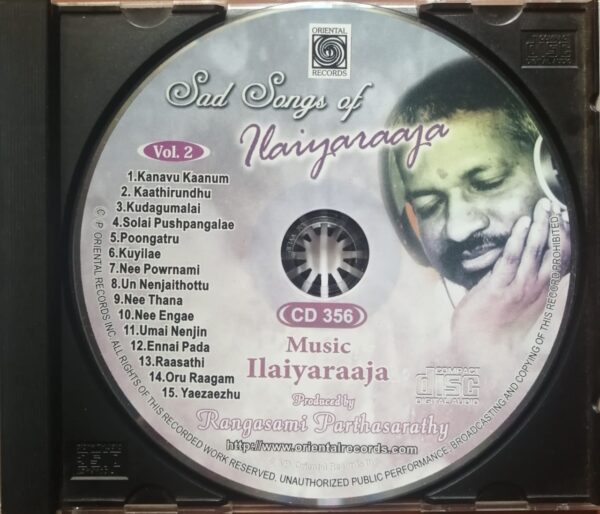 ORIENTAL
RECORDS
Sad Songs of
Ilaiyaraaja
Vol. 2
1.Kanavu Kaanum
2. Kaathirundhu
3.Kudagumalai
4.Solai Pushpangalae
5.Poongatru
6.Kuyilae
7.Nee Powrnami
8.Un Nenjaithottu
9.Nee Thana
10.Nee Engae
11.Umai Nenjin
12.Ennai Pada
13.Raasathi
14.Oru Raagam
15. Yaezaezhu
CD 356
Music
Ilaiyaraaja
COMPACT
disc
DIGITAL AUDIO
Produced by
Rangasami Parthasarathy
http://www.orientalrecords.com
© P ORIENTAL RECORDS INC. ALL RIGHTS OF THIS RECORDED WORK RESERVED. UNAUTHORIZED PUBLIC PERFORMANCE, BROADCASTING AND COPYING OF THIS RECORD PROHIBITED.